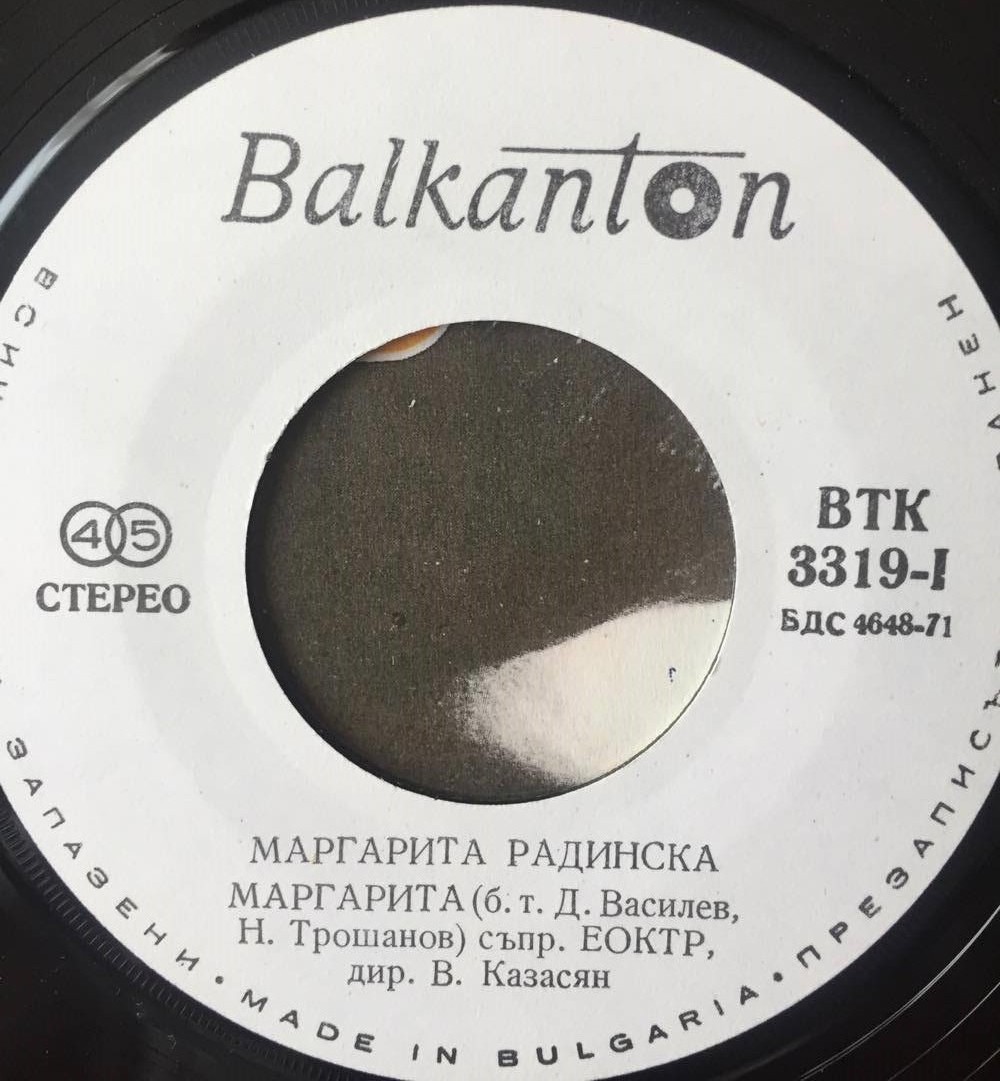 Balkanton
45
СТЕРЕО
ВТК
3319-I
БДС 4648-71
МАРГАРИТА РАДИНСКА
МАРГАРИТА (б. т. Д. Василев,
Н. Трошанов) съпр. ЕОКТР,
дир. В. Казасян
ЗАПАЗЕНИ • MADE IN BULGARIA • ПРЕЗАПИСЪТ